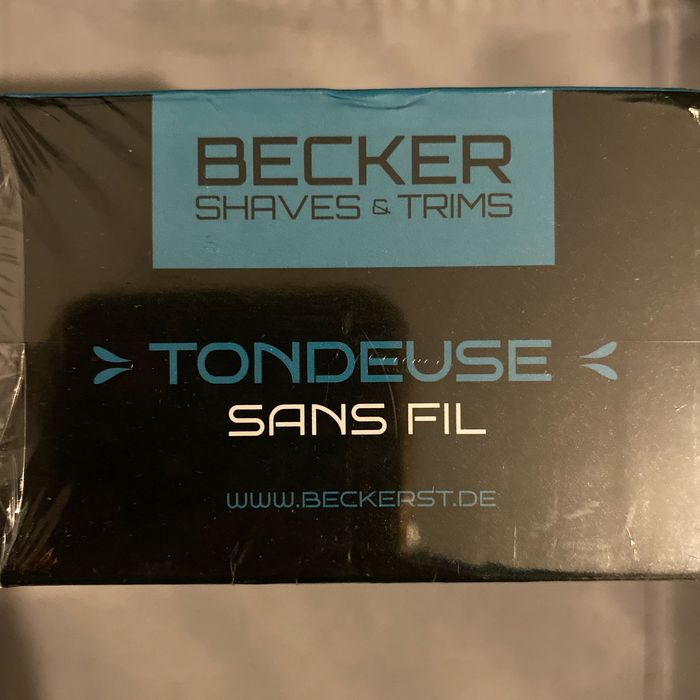 BECKER
SHAVES & TRIMS
TONDEUSE
SANS FIL
WWW.BECKERST.DE